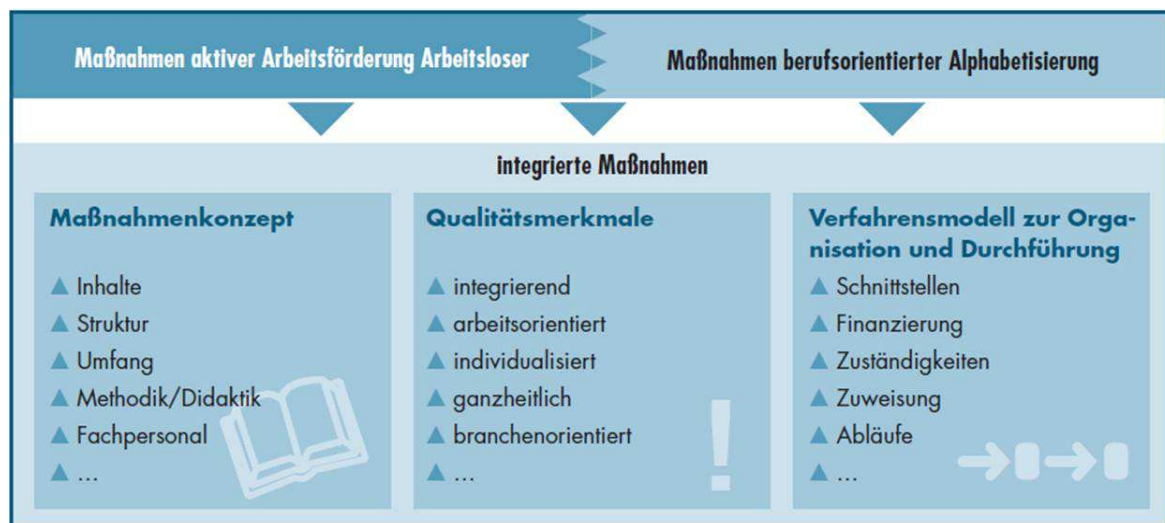 Maßnahmen aktiver Arbeitsförderung Arbeitsloser
Maßnahmen berufsorientierter Alphabetisierung
integrierte Maßnahmen
Maßnahmenkonzept
▲ Inhalte
▲ Struktur
▲ Umfang
▲ Methodik/Didaktik
▲ Fachpersonal
▲ ...
Qualitätsmerkmale
▲ integrierend
▲ arbeitsorientiert
▲ individualisiert
▲ ganzheitlich
▲ branchenorientiert
▲ ...
!
Verfahrensmodell zur Orga-
nisation und Durchführung
▲ Schnittstellen
▲ Finanzierung
▲ Zuständigkeiten
▲ Zuweisung
▲ Abläufe
▲ ...